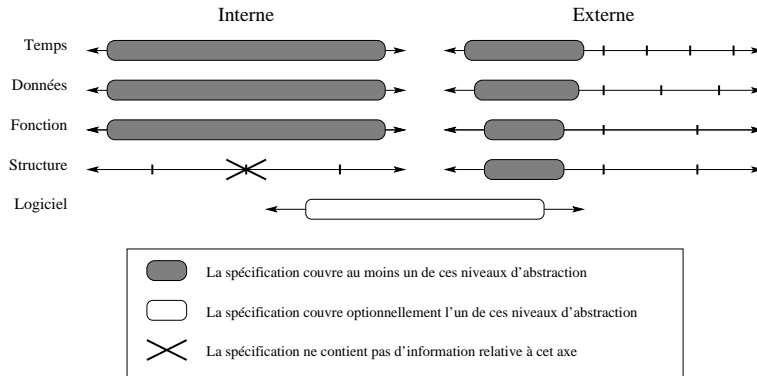 Interne Externe
Temps
Données
Fonction
Structure
Logiciel
La spécification couvre au moins un de ces niveaux d'abstraction
La spécification couvre optionnellement l'un de ces niveaux d'abstraction
La spécification ne contient pas d'information relative à cet axe